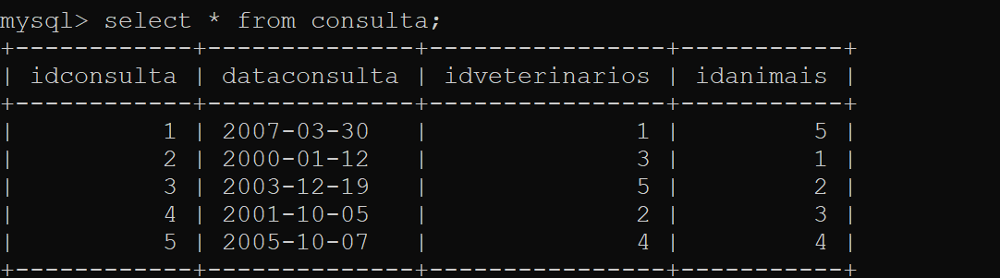 mysql> select * from consulta;
+------------+--------------+----------------+-----------+
| idconsulta | dataconsulta | idveterinarios | idanimais |
+------------+--------------+----------------+-----------+
|          1 | 2007-03-30   |              1 |         5 |
|          2 | 2000-01-12   |              3 |         1 |
|          3 | 2003-12-19   |              5 |         2 |
|          4 | 2001-10-05   |              2 |         3 |
|          5 | 2005-10-07   |              4 |         4 |
+------------+--------------+----------------+-----------+